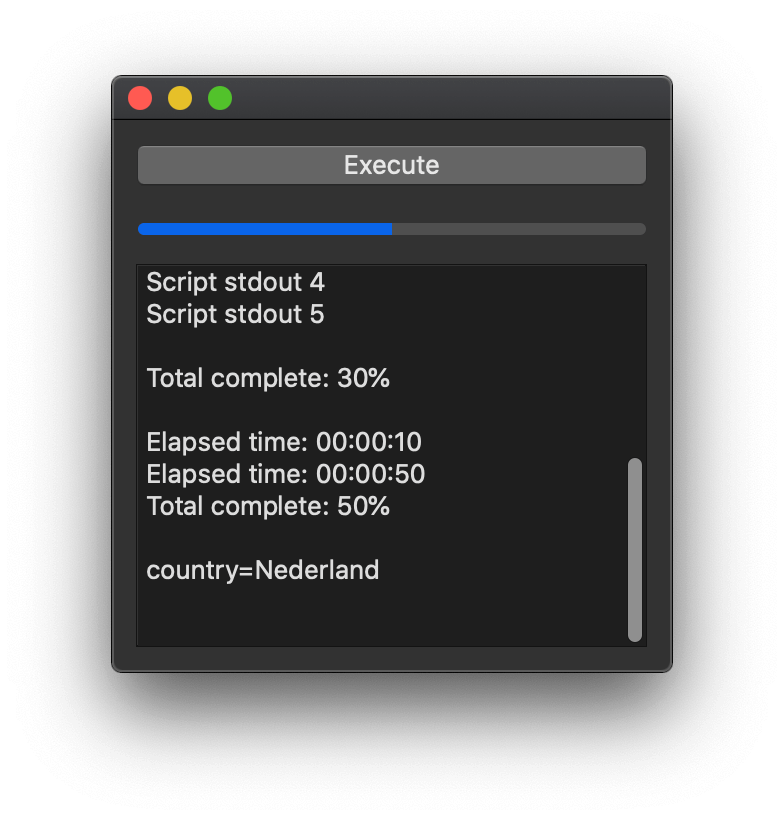 Execute
Script stdout 4
Script stdout 5
Total complete: 30%
Elapsed time: 00:00:10
Elapsed time: 00:00:50
Total complete: 50%
country=Nederland